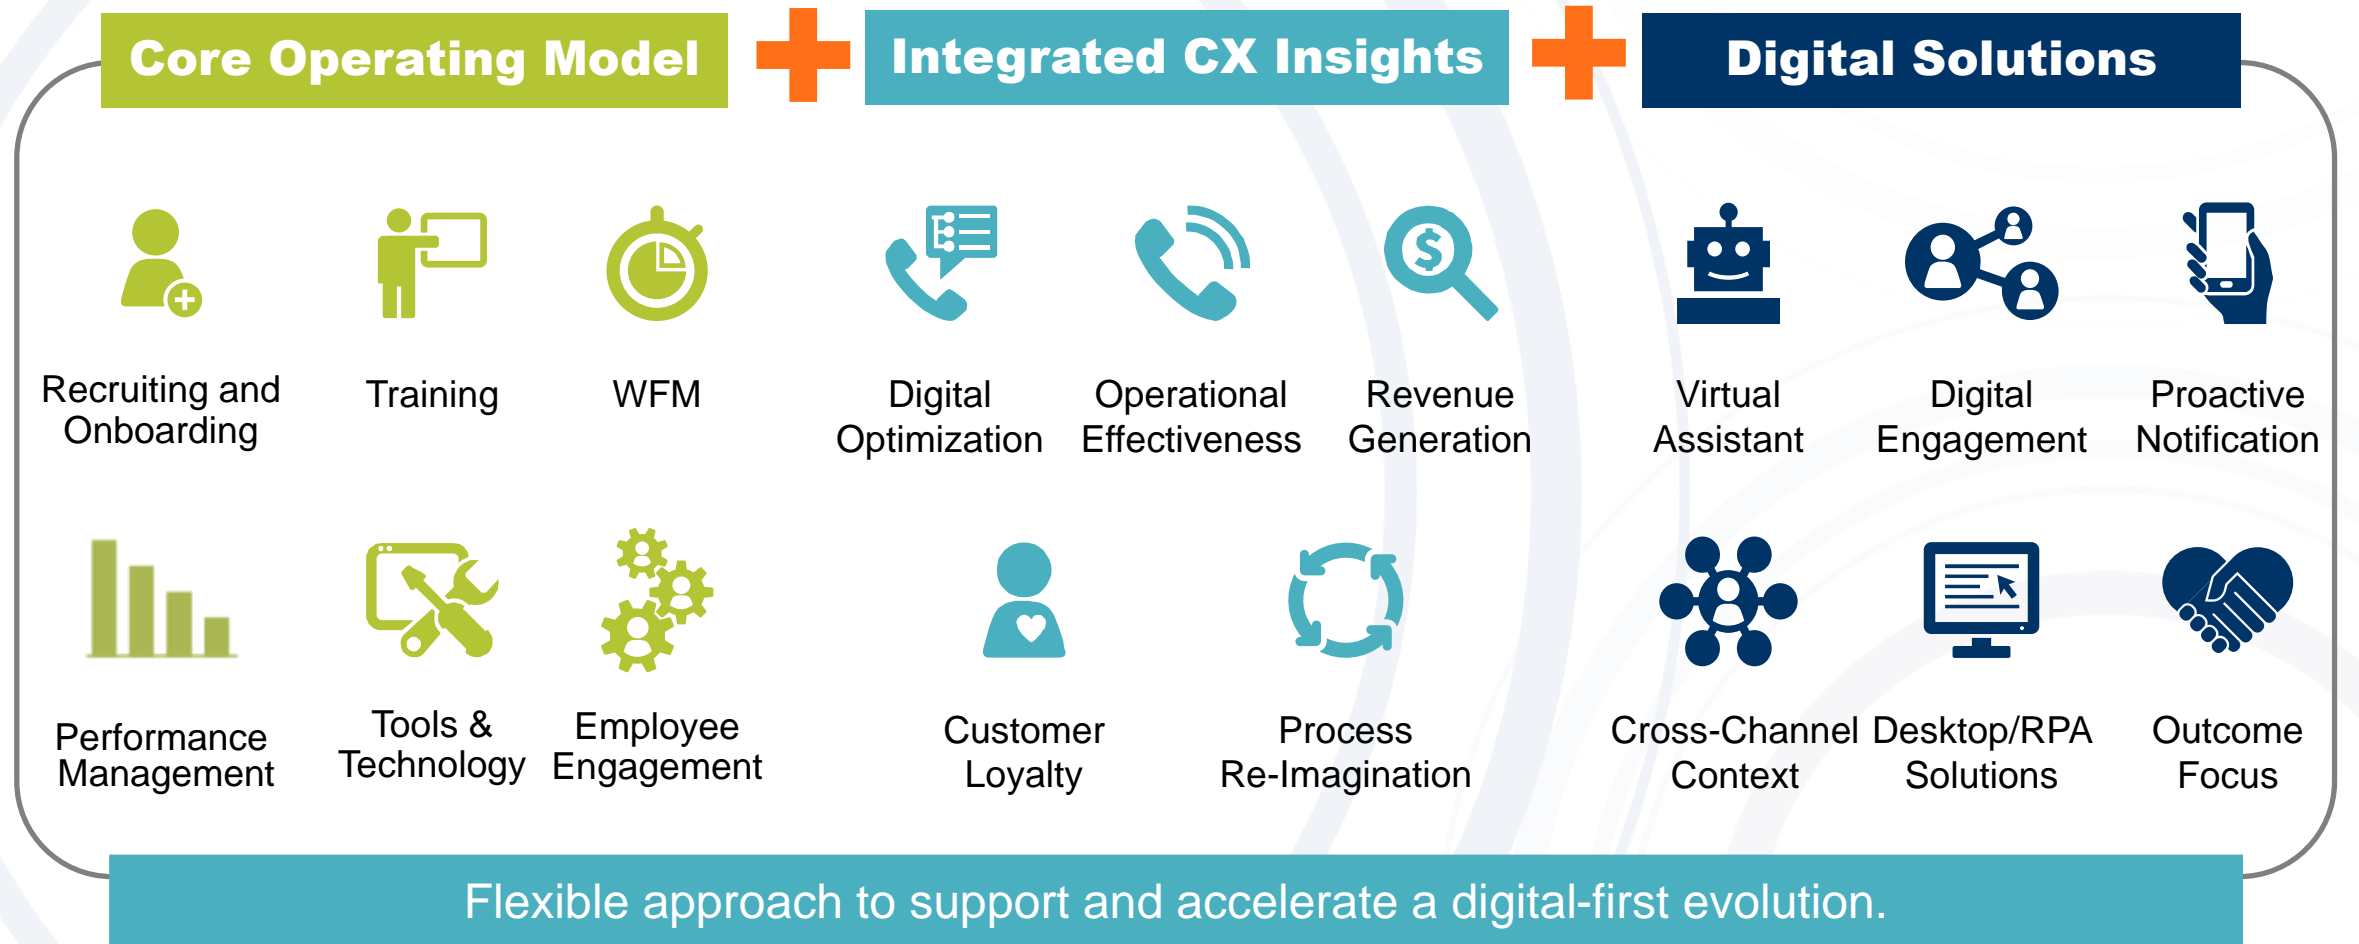 Core Operating Model
Integrated CX Insights
Digital Solutions
Recruiting and
Onboarding
Training
WFM
Digital
Optimization
Operational
Effectiveness
Revenue
Generation
Virtual
Assistant
Digital
Engagement
Proactive
Notification
Performance
Management
Tools &
Technology
Employee
Engagement
Customer
Loyalty
Process
Re-Imagination
Cross-Channel
Context
Desktop/RPA
Solutions
Outcome
Focus
Flexible approach to support and accelerate a digital-first evolution.